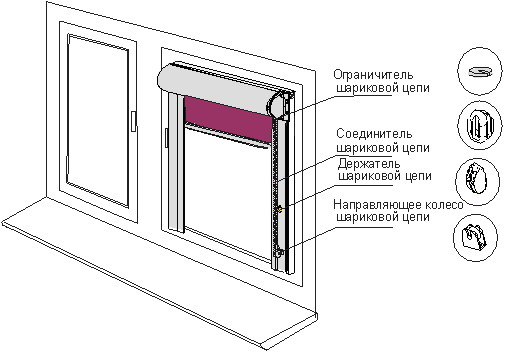 Ограничитель
шариковой цепи
Соединитель
шариковой цепи
Держатель
шариковой цепи
Направляющее колесо
шариковой цепи